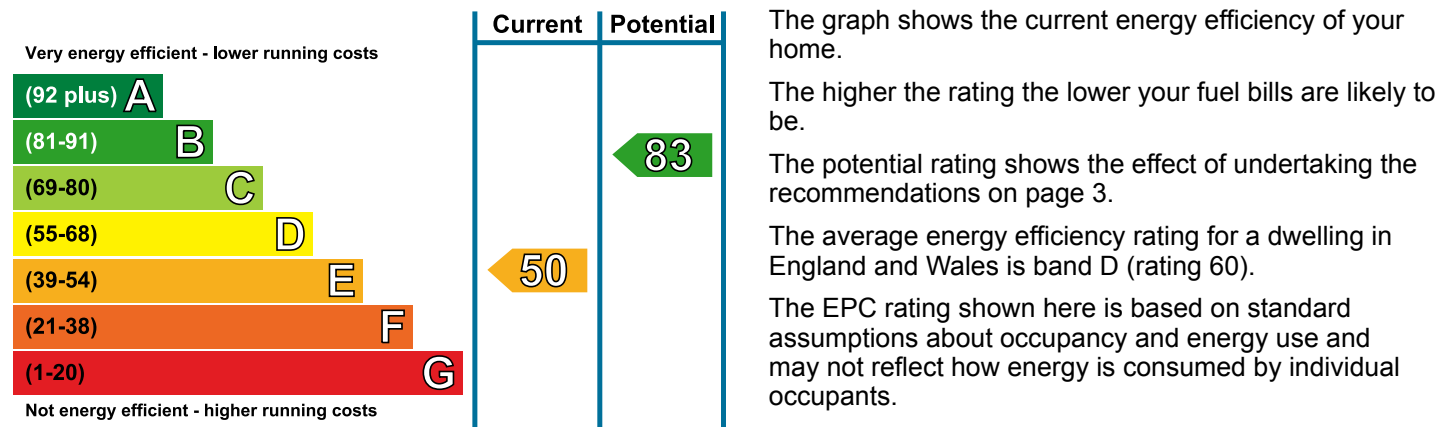 Current Potential
Very energy efficient - lower running costs
(92 plus) A
(81-91) B
83
(69-80) C
(55-68) D
(39-54) E
50
(21-38) F
(1-20) G
Not energy efficient - higher running costs
The graph shows the current energy efficiency of your
home.
The higher the rating the lower your fuel bills are likely to
be.
The potential rating shows the effect of undertaking the
recommendations on page 3.
The average energy efficiency rating for a dwelling in
England and Wales is band D (rating 60).
The EPC rating shown here is based on standard
assumptions about occupancy and energy use and
may not reflect how energy is consumed by individual
occupants.